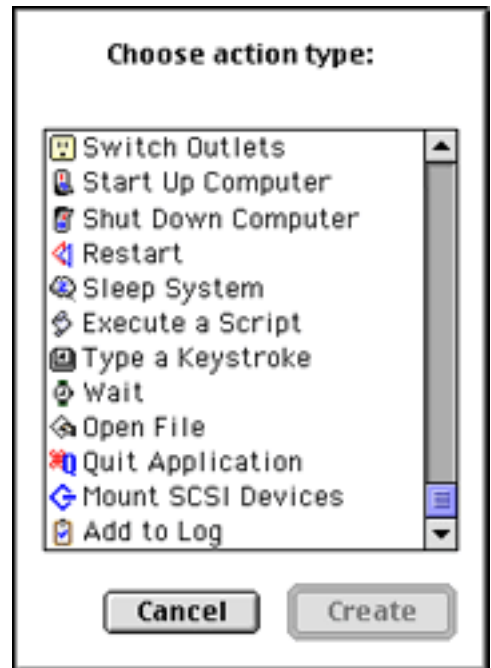 Choose action type:
Switch Outlets
Start Up Computer
Shut Down Computer
Restart
Sleep System
Execute a Script
Type a Keystroke
Wait
Open File
Quit Application
Mount SCSI Devices
Add to Log
Cancel
Create